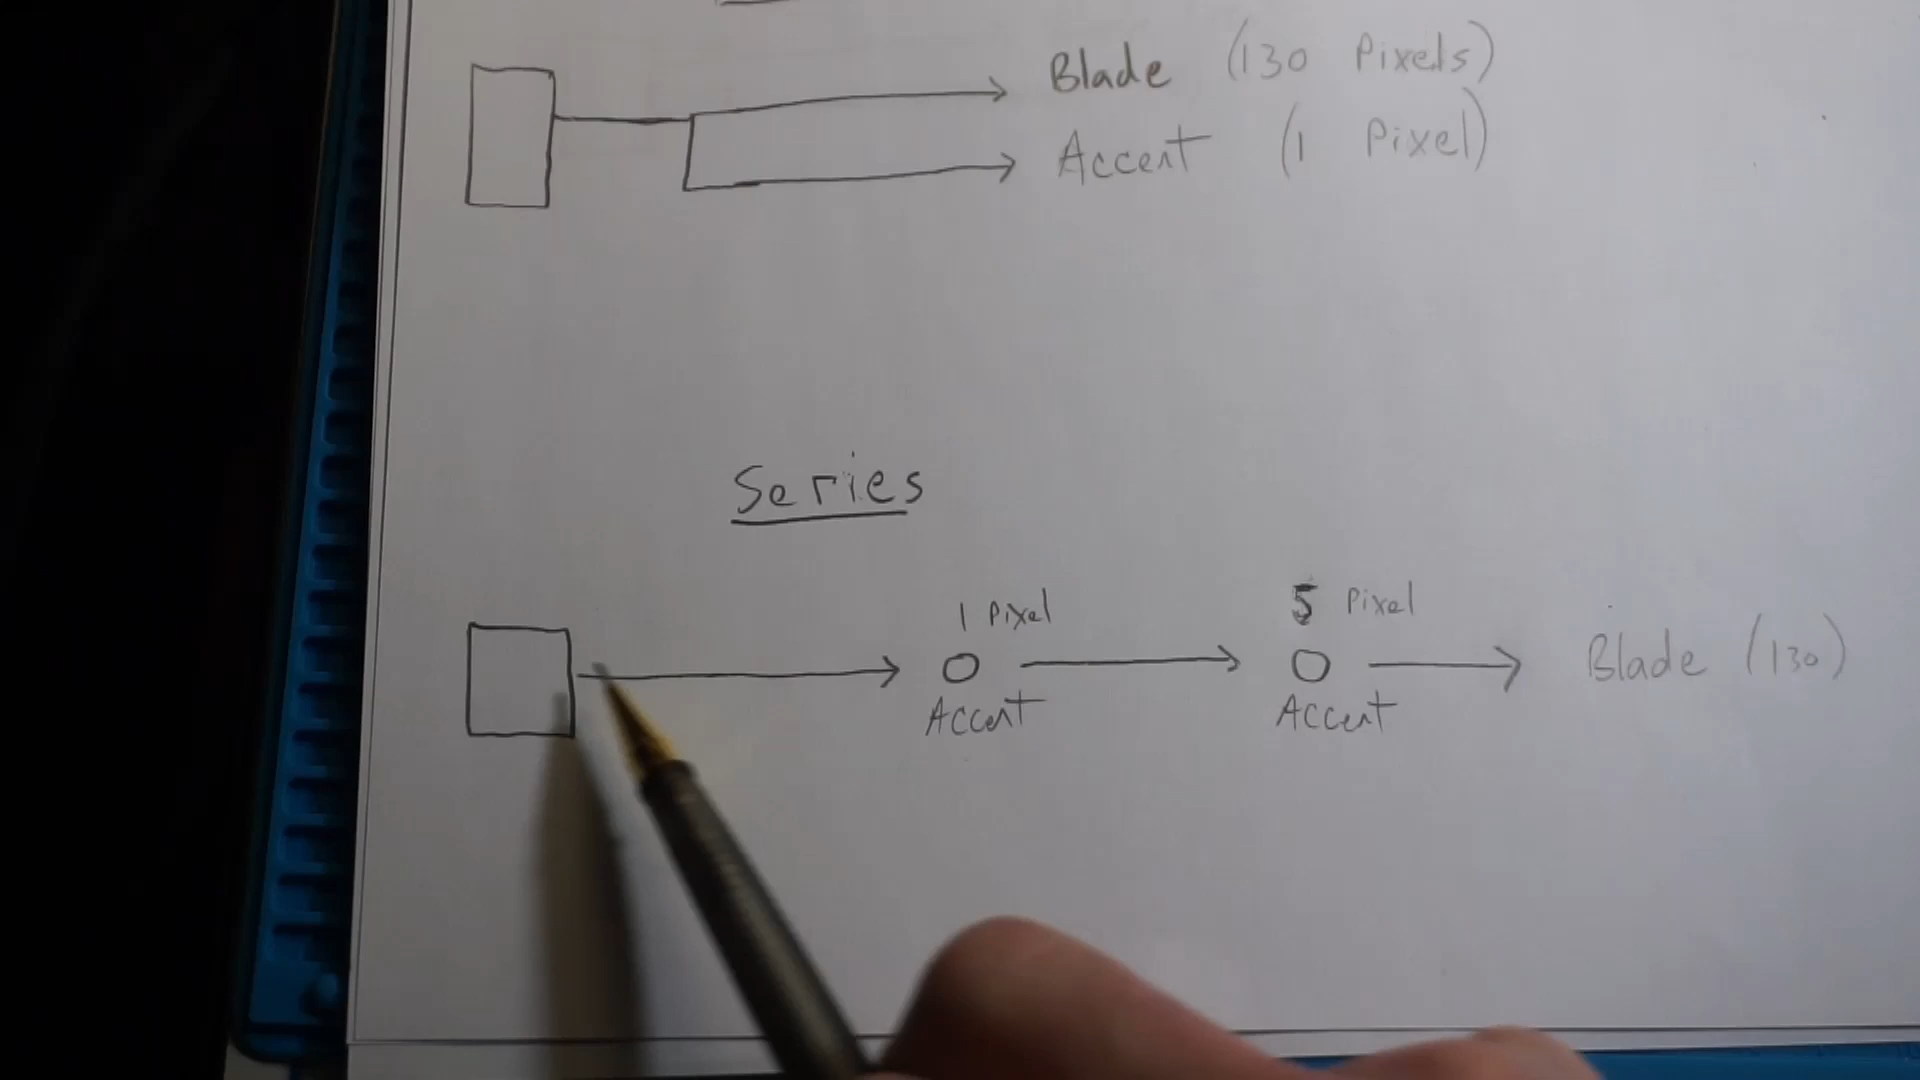 Blade (130 Pixels)
Accent (1 Pixel)
Series
1 Pixel
5 Pixel
Accent
Accent
Blade (130)